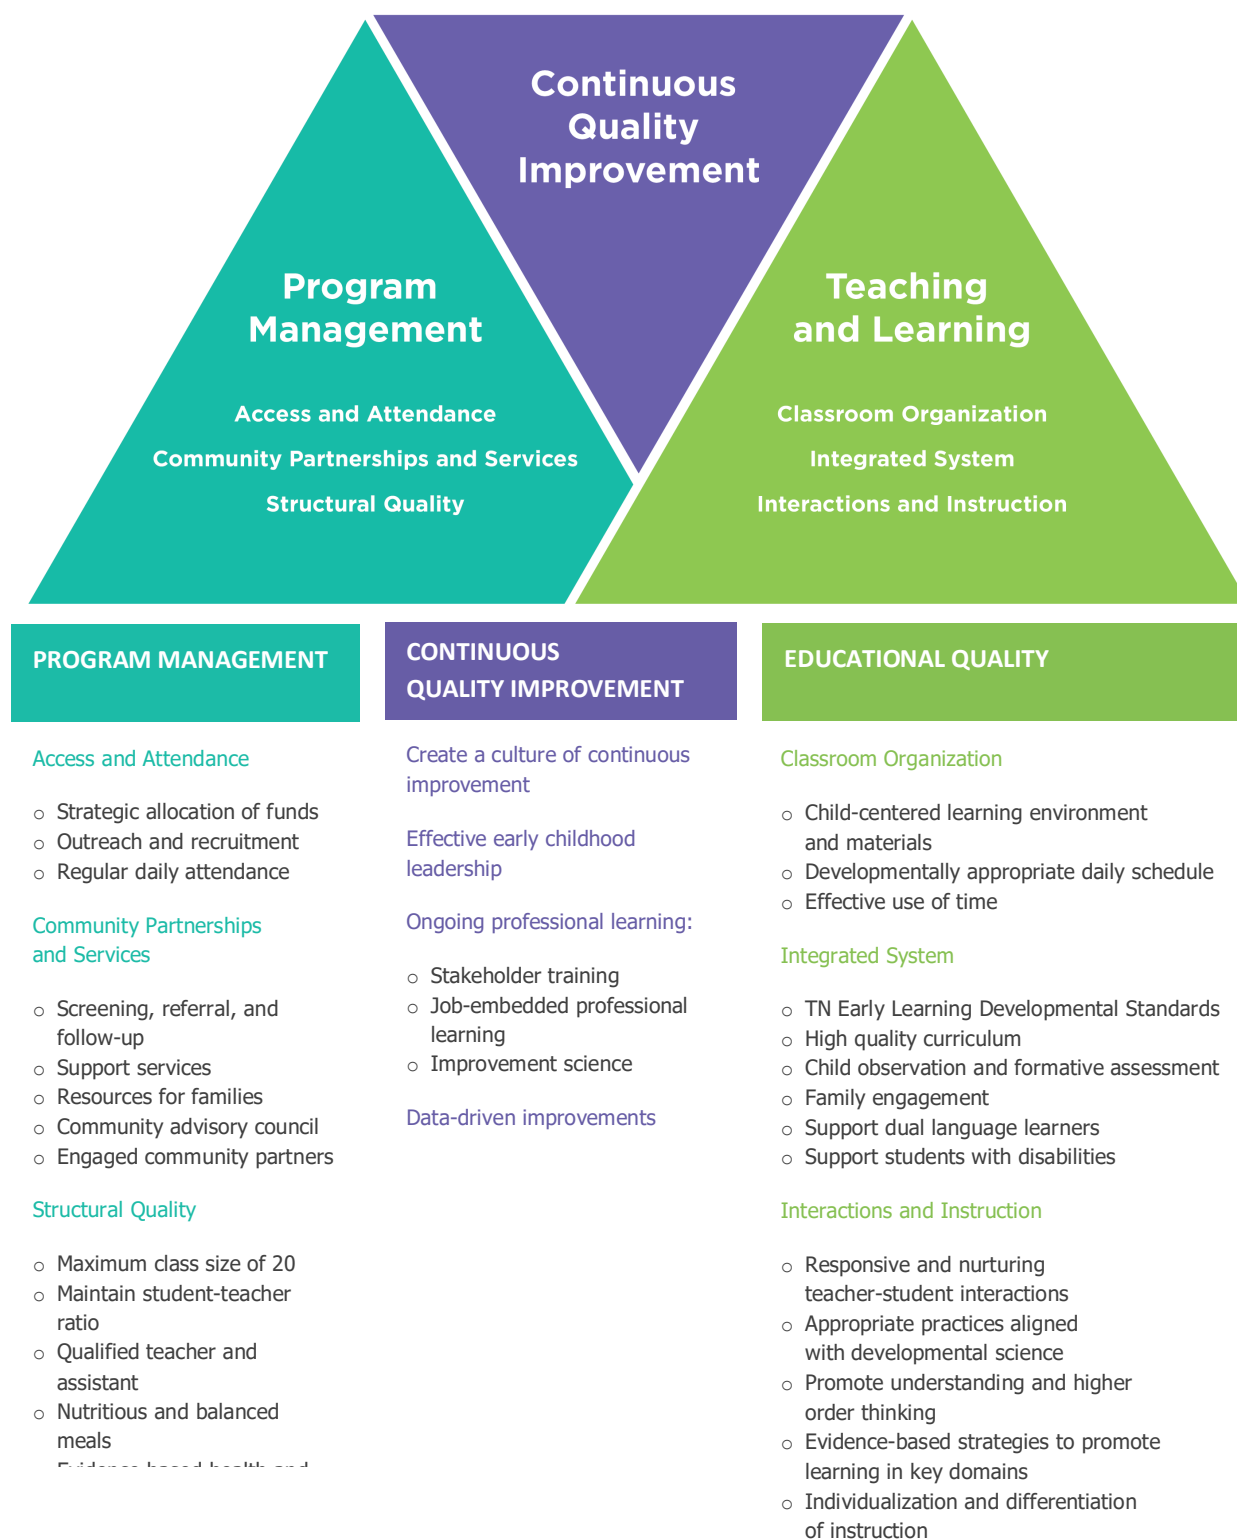 Continuous
Quality
Improvement
Program
Management
Access and Attendance
Community Partnerships and Services
Structural Quality
Teaching
and Learning
Classroom Organization
Integrated System
Interactions and Instruction
PROGRAM MANAGEMENT
Access and Attendance
o Strategic allocation of funds
o Outreach and recruitment
o Regular daily attendance
Community Partnerships
and Services
o Screening, referral, and
follow-up
o Support services
o Resources for families
o Community advisory council
o Engaged community partners
Structural Quality
o Maximum class size of 20
o Maintain student-teacher
ratio
o Qualified teacher and
assistant
o Nutritious and balanced
meals
CONTINUOUS
QUALITY IMPROVEMENT
Create a culture of continuous
improvement
Effective early childhood
leadership
Ongoing professional learning:
o Stakeholder training
o Job-embedded professional
learning
o Improvement science
Data-driven improvements
EDUCATIONAL QUALITY
Classroom Organization
o Child-centered learning environment
and materials
o Developmentally appropriate daily schedule
o Effective use of time
Integrated System
o TN Early Learning Developmental Standards
o High quality curriculum
o Child observation and formative assessment
o Family engagement
o Support dual language learners
o Support students with disabilities
Interactions and Instruction
o Responsive and nurturing
teacher-student interactions
o Appropriate practices aligned
with developmental science
o Promote understanding and higher
order thinking
o Evidence-based strategies to promote
learning in key domains
o Individualization and differentiation
of instruction